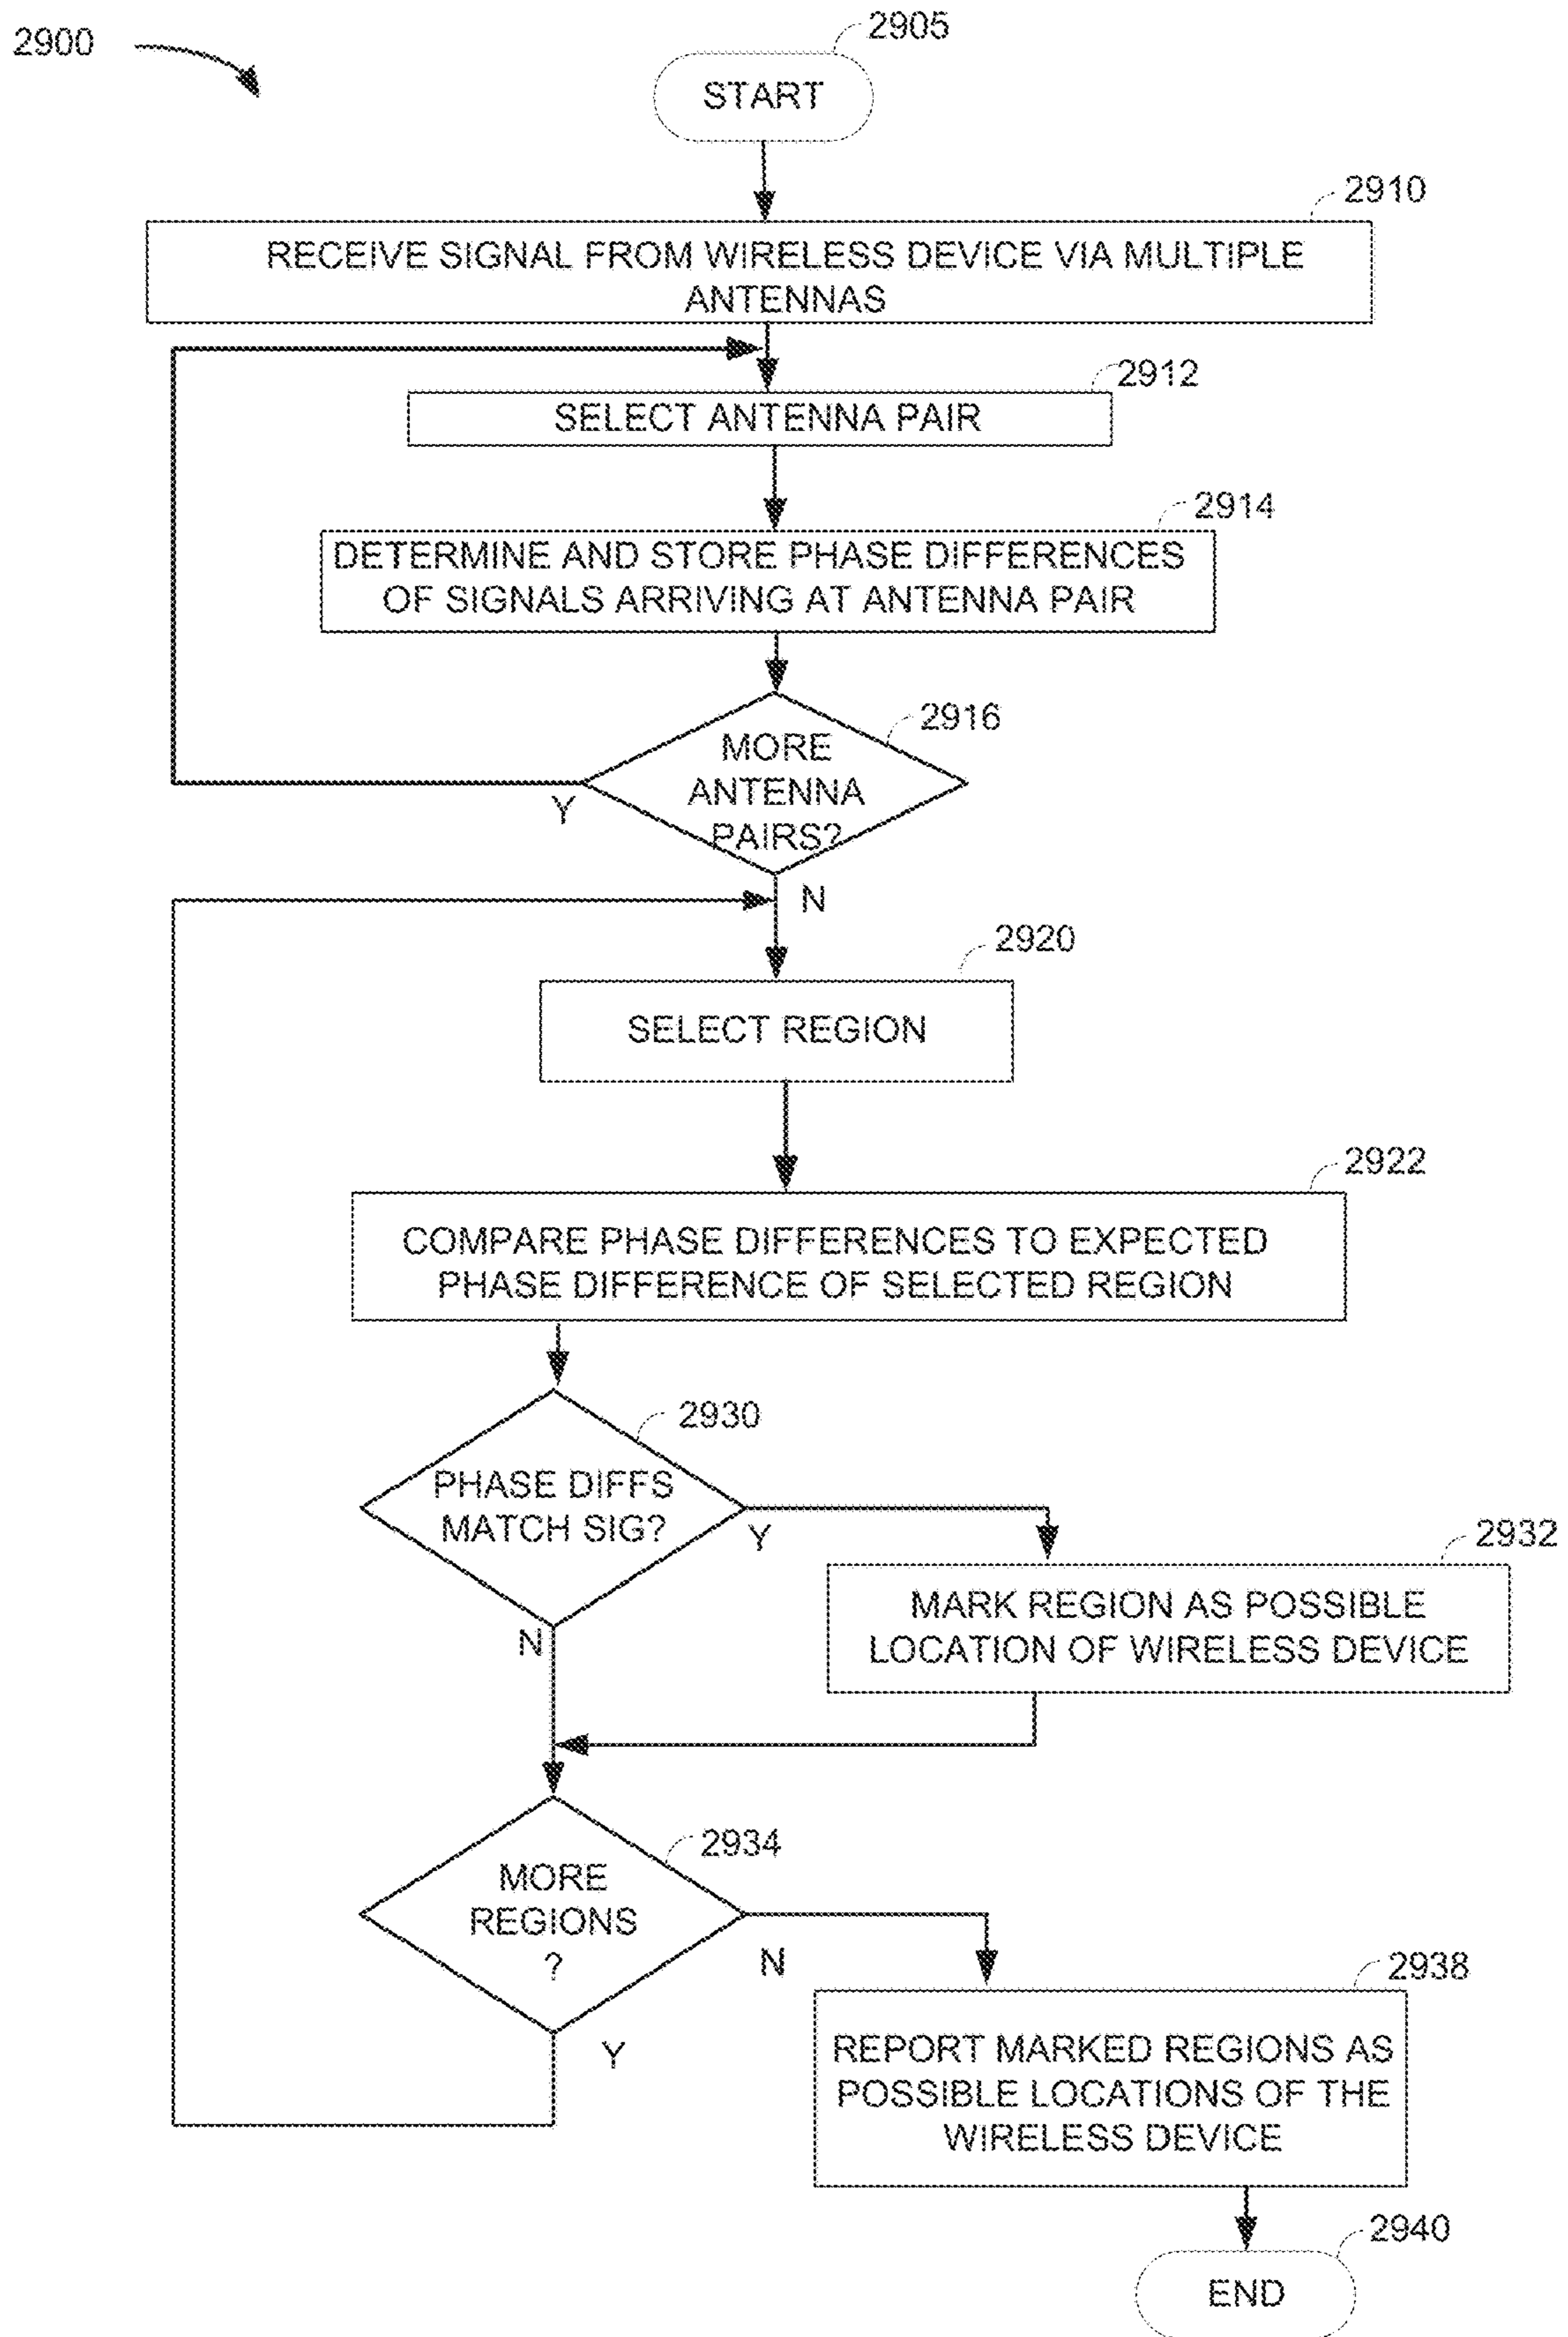 2900
2905
START
2910
RECEIVE SIGNAL FROM WIRELESS DEVICE VIA MULTIPLE
ANTENNAS
2912
SELECT ANTENNA PAIR
2914
DETERMINE AND STORE PHASE DIFFERENCES
OF SIGNALS ARRIVING AT ANTENNA PAIR
2916
MORE
ANTENNA
PAIRS?
Y
N
2920
SELECT REGION
2922
COMPARE PHASE DIFFERENCES TO EXPECTED
PHASE DIFFERENCE OF SELECTED REGION
2930
PHASE DIFFS
MATCH SIG?
Y
2932
MARK REGION AS POSSIBLE
LOCATION OF WIRELESS DEVICE
N
2934
MORE
REGIONS
?
N
Y
2938
REPORT MARKED REGIONS AS
POSSIBLE LOCATIONS OF THE
WIRELESS DEVICE
2940
END